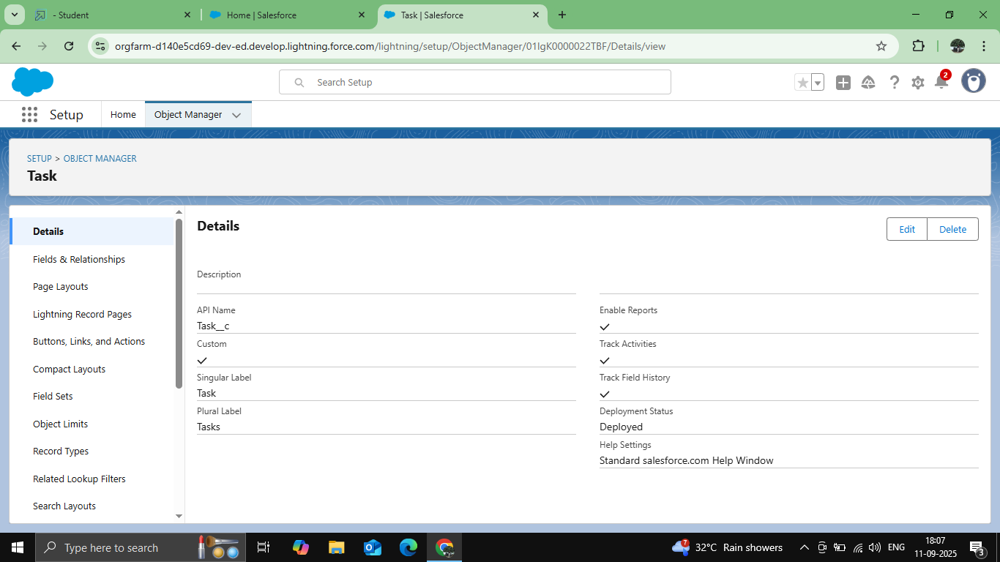 - Student
Home | Salesforce
Task | Salesforce
orgfarm-d140e5cd69-dev-ed.develop.lightning.force.com/lightning/setup/ObjectManager/01IgK0000022TBF/Details/view
Search Setup
2
Setup
Home
Object Manager
SETUP > OBJECT MANAGER
Task
Details
Fields & Relationships
Page Layouts
Lightning Record Pages
Buttons, Links, and Actions
Compact Layouts
Field Sets
Object Limits
Record Types
Related Lookup Filters
Search Layouts
Details
Edit
Delete
Description
API Name
Task__c
Custom
Singular Label
Task
Plural Label
Tasks
Enable Reports
Track Activities
Track Field History
Deployment Status
Deployed
Help Settings
Standard salesforce.com Help Window
Type here to search
7
32°C Rain showers
ENG
18:07
11-09-2025
3